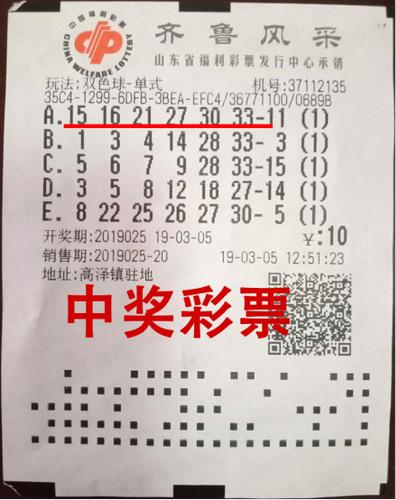 中国福利彩票
CHINA WELFARE LOTTERY
齐鲁风采
山东省福利彩票发行中心承销
玩法:双色球-单式 机号:37112135
35C4-1299-6DFB-3BEA-EFC4/36771100/0689B
A.15 16 21 27 30 33-11 (1)
B. 1 3 4 14 28 33- 3 (1)
C. 5 6 7 9 28 33-15 (1)
D. 3 5 8 12 18 27-14 (1)
E. 8 22 25 26 27 30- 5 (1)
开奖期:2019025 19-03-05 ¥:10
销售期:2019025-20 19-03-05 12:51:23
地址:高泽镇驻地
中奖彩票